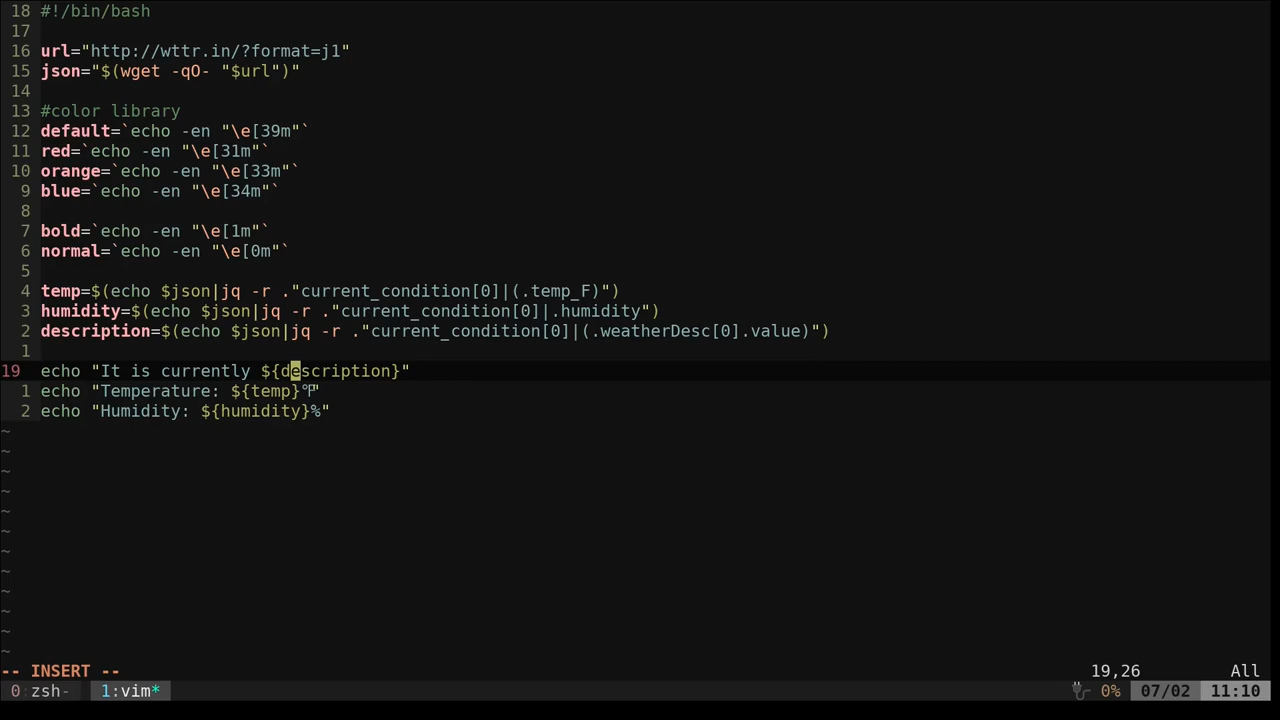 18 #!/bin/bash
17
16 url="http://wttr.in/?format=j1"
15 json="$(wget -qO- "$url")"
14
13 #color library
12 default=`echo -en "\e[39m"`
11 red=`echo -en "\e[31m"`
10 orange=`echo -en "\e[33m"`
9 blue=`echo -en "\e[34m"`
8
7 bold=`echo -en "\e[1m"`
6 normal=`echo -en "\e[0m"`
5
4 temp=$(echo $json|jq -r ."current_condition[0]|(.temp_F)")
3 humidity=$(echo $json|jq -r ."current_condition[0]|.humidity")
2 description=$(echo $json|jq -r ."current_condition[0]|(.weatherDesc[0].value)")
1
19 echo "It is currently ${description}"
1 echo "Temperature: ${temp}℉"
2 echo "Humidity: ${humidity}%"
~
~
~
~
~
~
~
~
~
~
~
~
-- INSERT -- 19,26 All
0:zsh- 1:vim* 0% 07/02 11:10